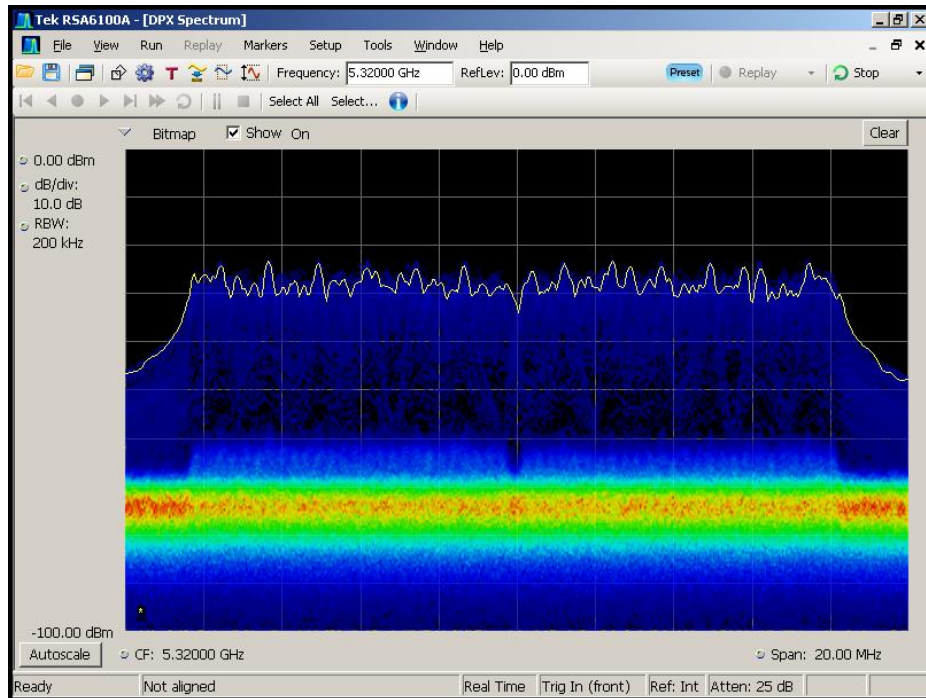 Tek RSA6100A - [DPX Spectrum]
File View Run Replay Markers Setup Tools Window Help
Frequency: 5.32000 GHz RefLev: 0.00 dBm Preset Replay Stop
Select All Select...
Bitmap Show On Clear
0.00 dBm
dB/div:
10.0 dB
RBW:
200 kHz
-100.00 dBm
Autoscale CF: 5.32000 GHz Span: 20.00 MHz
Ready Not aligned Real Time Trig In (front) Ref: Int Atten: 25 dB